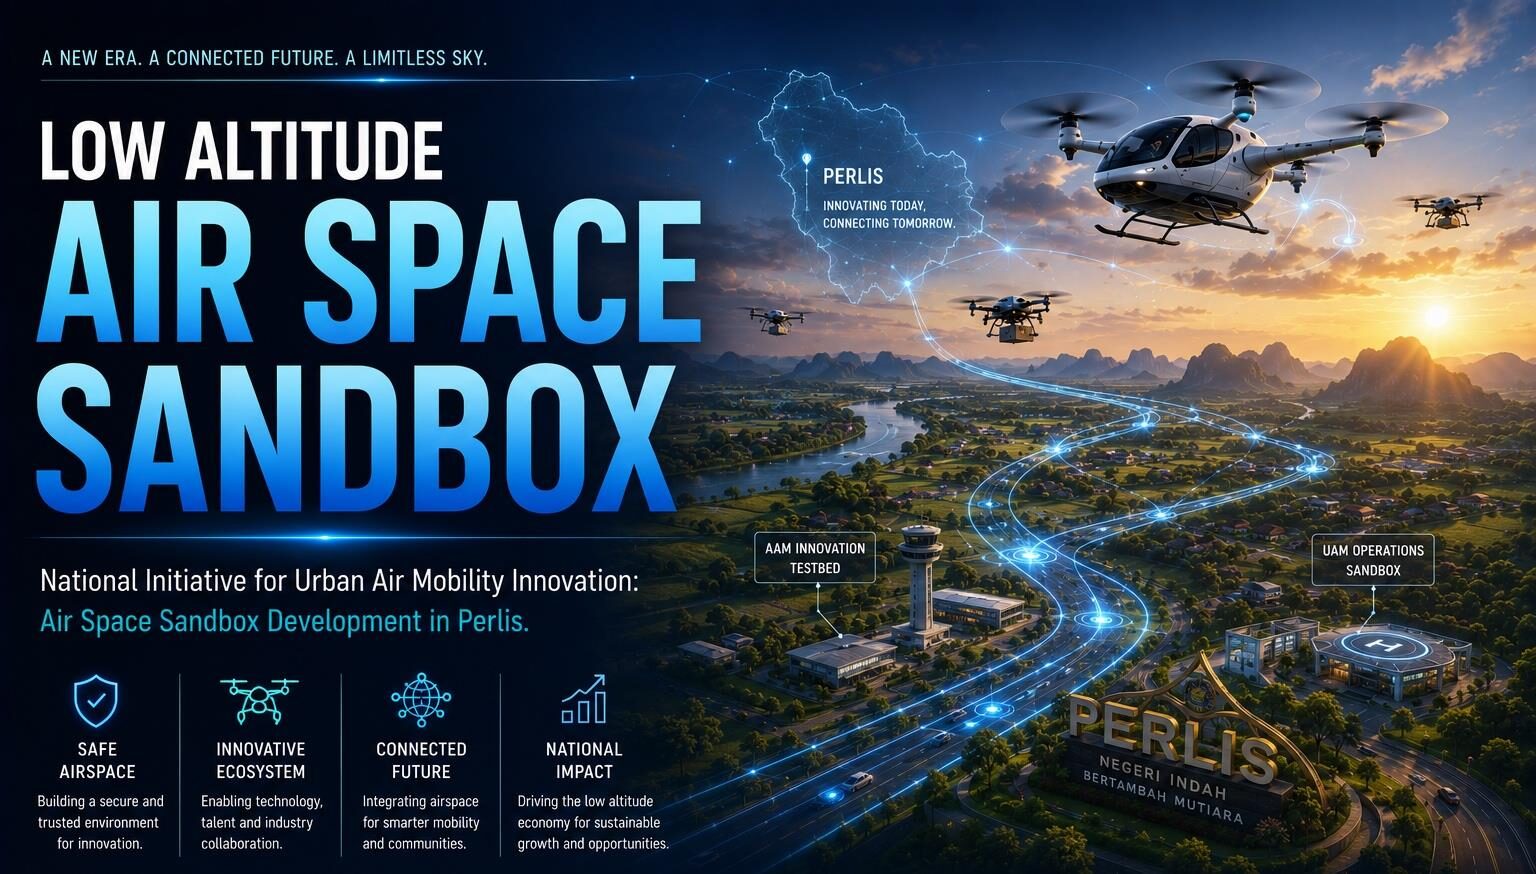 A NEW ERA. A CONNECTED FUTURE. A LIMITLESS SKY.
LOW ALTITUDE
AIR SPACE
SANDBOX
National Initiative for Urban Air Mobility Innovation:
Air Space Sandbox Development in Perlis.
SAFE
AIRSPACE
Building a secure and
trusted environment
for innovation.
INNOVATIVE
ECOSYSTEM
Enabling technology,
talent and industry
collaboration.
CONNECTED
FUTURE
Integrating airspace
for smarter mobility
and communities.
NATIONAL
IMPACT
Driving the low altitude
economy for sustainable
growth and opportunities.
PERLIS
INNOVATING TODAY,
CONNECTING TOMORROW.
AAM INNOVATION
TESTBED
UAM OPERATIONS
SANDBOX
H
PERLIS
NEGERI INDAH
BERTAMBAH MUTIARA